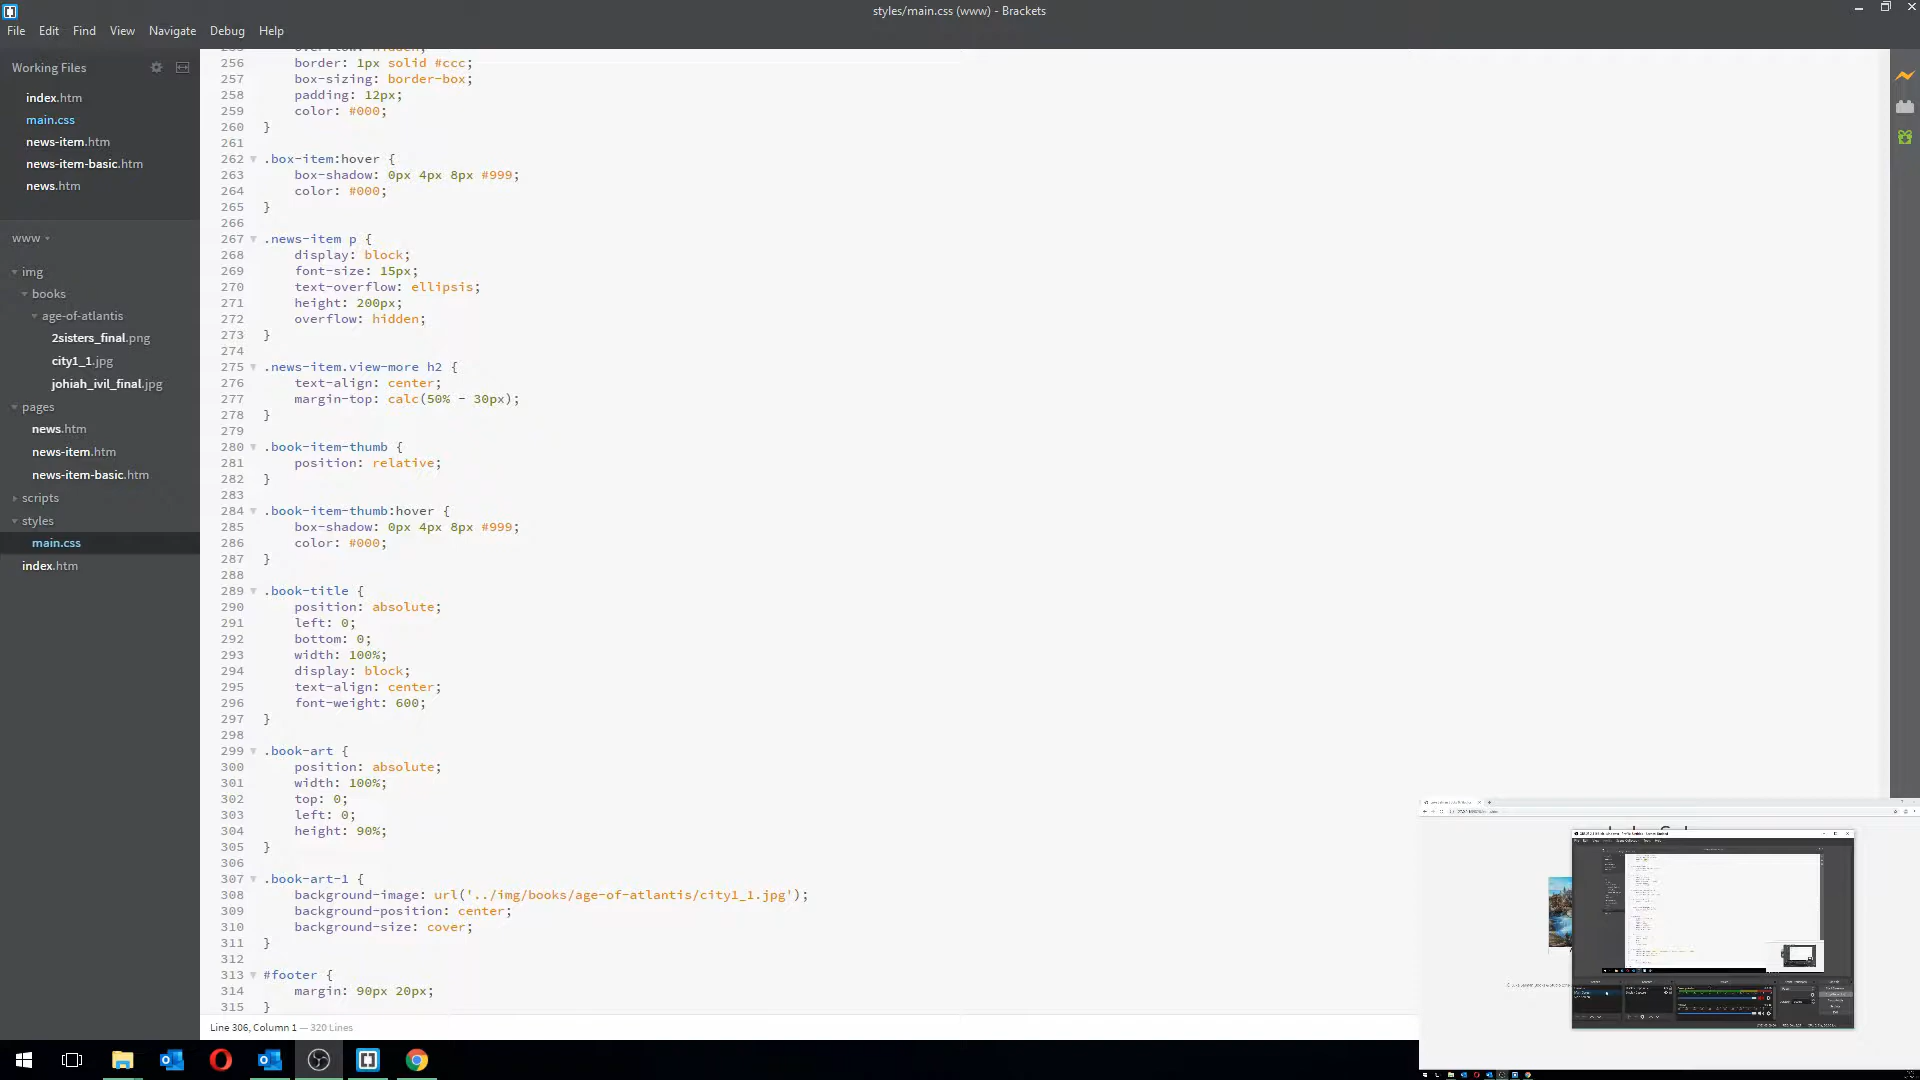 styles/main.css (www) - Brackets
File Edit Find View Navigate Debug Help
Working Files
index.htm
main.css
news-item.htm
news-item-basic.htm
news.htm
www
img
books
age-of-atlantis
2sisters_final.png
city1_1.jpg
johiah_ivil_final.jpg
pages
news.htm
news-item.htm
news-item-basic.htm
scripts
styles
main.css
index.htm
256 border: 1px solid #ccc;
257 box-sizing: border-box;
258 padding: 12px;
259 color: #000;
260 }
261
262 .box-item:hover {
263 box-shadow: 0px 4px 8px #999;
264 color: #000;
265 }
266
267 .news-item p {
268 display: block;
269 font-size: 15px;
270 text-overflow: ellipsis;
271 height: 200px;
272 overflow: hidden;
273 }
274
275 .news-item.view-more h2 {
276 text-align: center;
277 margin-top: calc(50% - 30px);
278 }
279
280 .book-item-thumb {
281 position: relative;
282 }
283
284 .book-item-thumb:hover {
285 box-shadow: 0px 4px 8px #999;
286 color: #000;
287 }
288
289 .book-title {
290 position: absolute;
291 left: 0;
292 bottom: 0;
293 width: 100%;
294 display: block;
295 text-align: center;
296 font-weight: 600;
297 }
298
299 .book-art {
300 position: absolute;
301 width: 100%;
302 top: 0;
303 left: 0;
304 height: 90%;
305 }
306
307 .book-art-1 {
308 background-image: url('../img/books/age-of-atlantis/city1_1.jpg');
309 background-position: center;
310 background-size: cover;
311 }
312
313 #footer {
314 margin: 90px 20px;
315 }
Line 306, Column 1 — 320 Lines